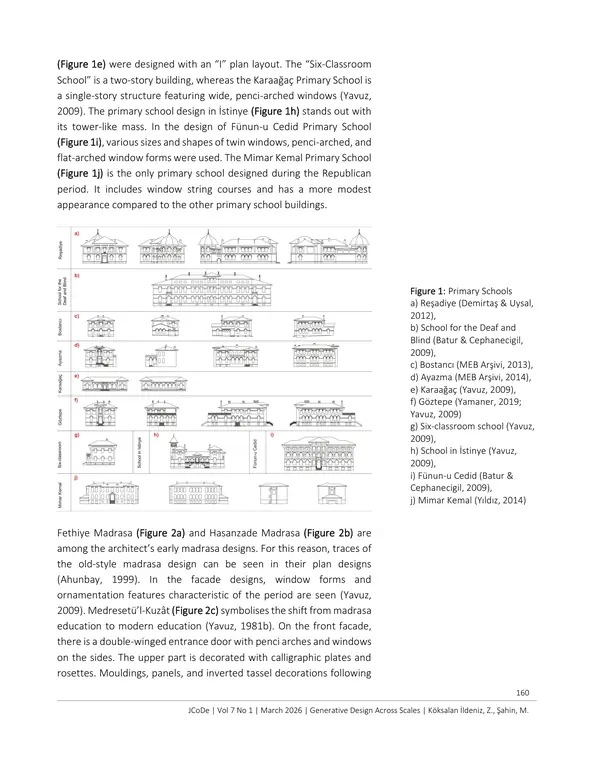 (Figure 1e) were designed with an “I” plan layout. The “Six-Classroom
School” is a two-story building, whereas the Karaağaç Primary School is
a single-story structure featuring wide, penci-arched windows (Yavuz,
2009). The primary school design in İstinye (Figure 1h) stands out with
its tower-like mass. In the design of Fünun-u Cedid Primary School
(Figure 1i), various sizes and shapes of twin windows, penci-arched, and
flat-arched window forms were used. The Mimar Kemal Primary School
(Figure 1j) is the only primary school designed during the Republican
period. It includes window string courses and has a more modest
appearance compared to the other primary school buildings.
Reşadiye
a)
School for the
Deaf and Blind
b)
Bostancı
c)
Ayazma
d)
Karaağaç
e)
Göztepe
f)
Six-classroom
g)
School in İstinye
h)
Fünun-u Cedid
i)
Mimar Kemal
j)
Figure 1: Primary Schools
a) Reşadiye (Demirtaş & Uysal,
2012),
b) School for the Deaf and
Blind (Batur & Cephanecigil,
2009),
c) Bostancı (MEB Arşivi, 2013),
d) Ayazma (MEB Arşivi, 2014),
e) Karaağaç (Yavuz, 2009),
f) Göztepe (Yamaner, 2019;
Yavuz, 2009)
g) Six-classroom school (Yavuz,
2009),
h) School in İstinye (Yavuz,
2009),
i) Fünun-u Cedid (Batur &
Cephanecigil, 2009),
j) Mimar Kemal (Yıldız, 2014)
Fethiye Madrasa (Figure 2a) and Hasanzade Madrasa (Figure 2b) are
among the architect’s early madrasa designs. For this reason, traces of
the old-style madrasa design can be seen in their plan designs
(Ahunbay, 1999). In the facade designs, window forms and
ornamentation features characteristic of the period are seen (Yavuz,
2009). Medresetü’l-Kuzât (Figure 2c) symbolises the shift from madrasa
education to modern education (Yavuz, 1981b). On the front facade,
there is a double-winged entrance door with penci arches and windows
on the sides. The upper part is decorated with calligraphic plates and
rosettes. Mouldings, panels, and inverted tassel decorations following
160
JCoDe | Vol 7 No 1 | March 2026 | Generative Design Across Scales | Köksalan İldeniz, Z., Şahin, M.